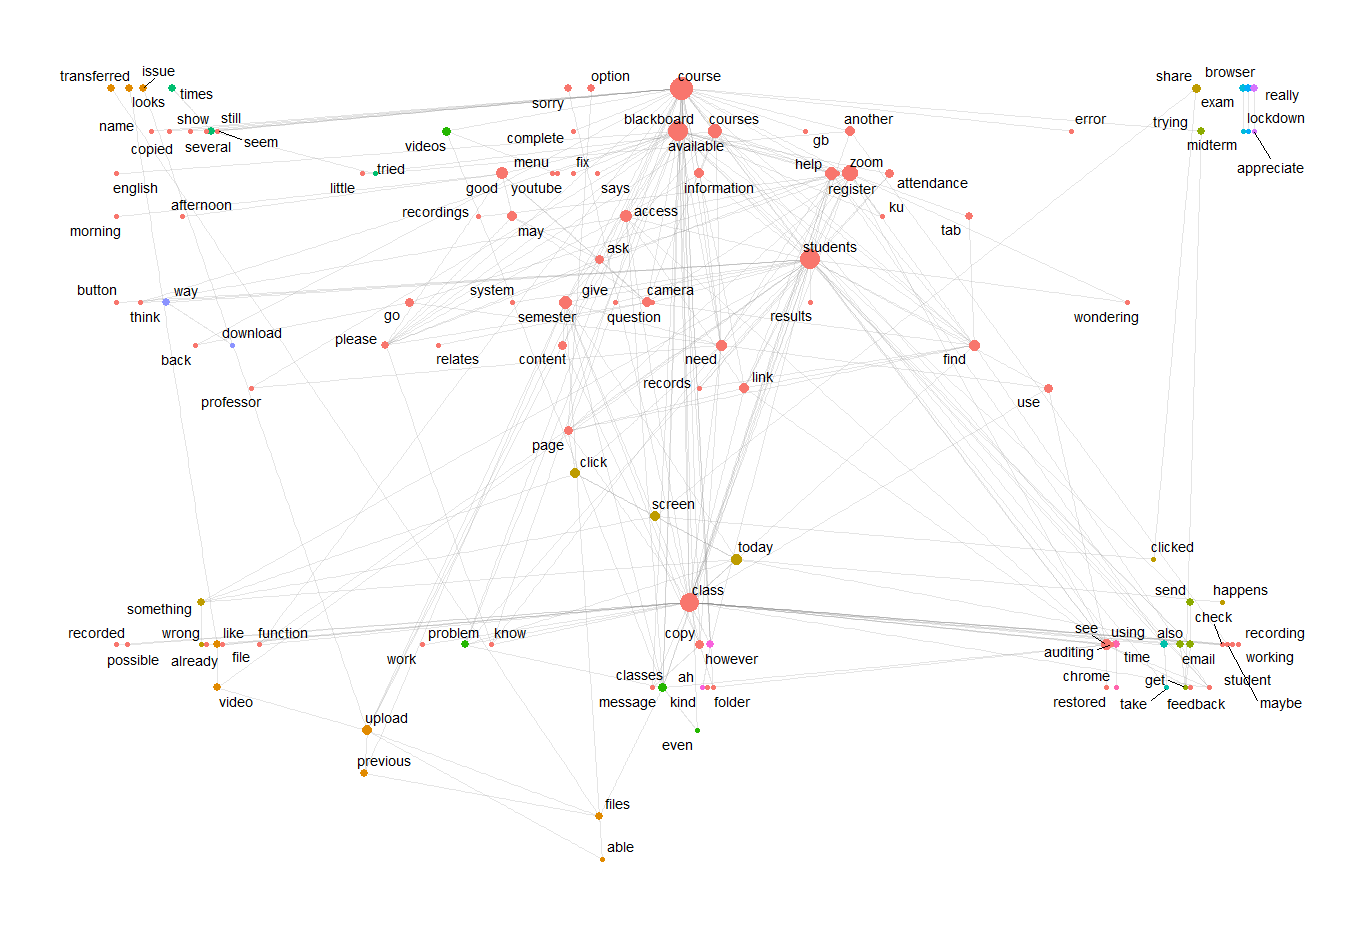 issue
transferred
looks
times
option
course
share
browser
exam
really
sorry
name
show
still
copied
several
seem
videos
complete
blackboard
courses
available
another
gb
error
trying
lockdown
midterm
appreciate
english
little
tried
menu
fix
good
youtube
says
information
help
zoom
register
attendance
afternoon
morning
recordings
may
access
ku
tab
ask
students
button
way
think
system
give
camera
semester
question
results
wondering
go
download
back
please
relates
content
need
find
professor
records
link
use
page
click
screen
today
clicked
class
something
send
happens
check
recorded
possible
wrong
like
function
already
file
problem
know
work
copy
however
see
using
also
auditing
time
email
recording
working
video
classes
ah
message
kind
folder
chrome
restored
get
take
feedback
student
maybe
upload
even
previous
files
able